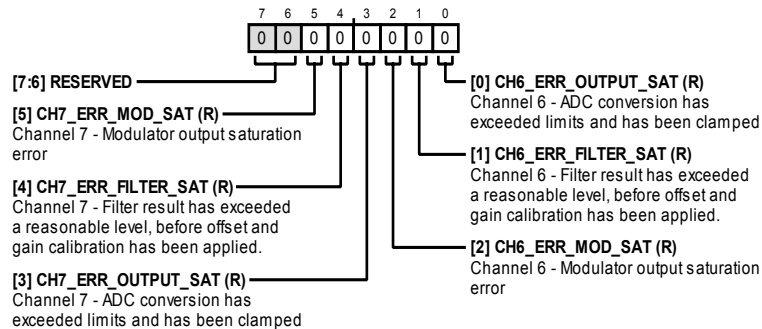 7 6 5 4 3 2 1 0
0 0 0 0 0 0 0 0
[7:6] RESERVED
[5] CH7_ERR_MOD_SAT (R)
Channel 7 - Modulator output saturation
error
[4] CH7_ERR_FILTER_SAT (R)
Channel 7 - Filter result has exceeded
a reasonable level, before offset and
gain calibration has been applied.
[3] CH7_ERR_OUTPUT_SAT (R)
Channel 7 - ADC conversion has
exceeded limits and has been clamped
[0] CH6_ERR_OUTPUT_SAT (R)
Channel 6 - ADC conversion has
exceeded limits and has been clamped
[1] CH6_ERR_FILTER_SAT (R)
Channel 6 - Filter result has exceeded
a reasonable level, before offset and
gain calibration has been applied.
[2] CH6_ERR_MOD_SAT (R)
Channel 6 - Modulator output saturation
error